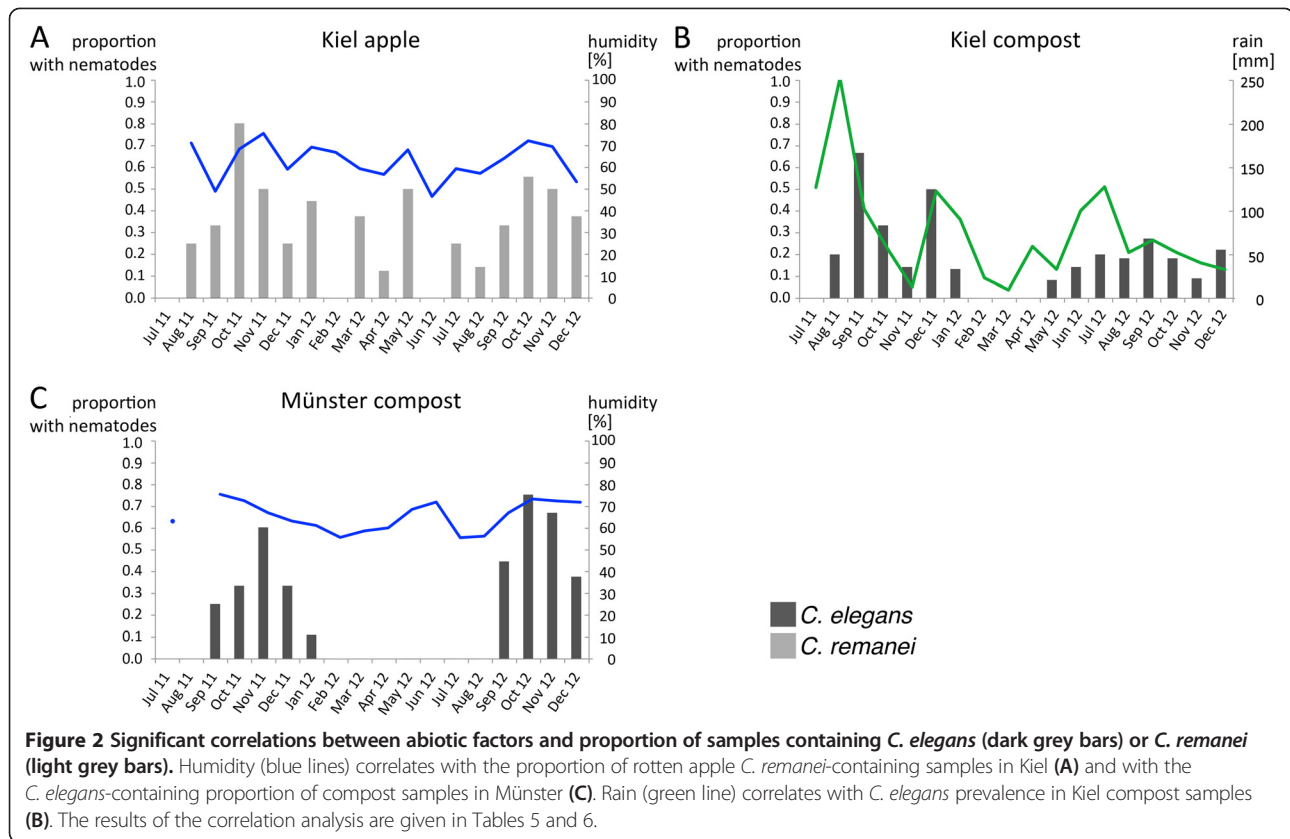 A
proportion
with nematodes
Kiel apple
humidity
[%]
1.0
0.9
0.8
0.7
0.6
0.5
0.4
0.3
0.2
0.1
0.0
100
90
80
70
60
50
40
30
20
10
0
Jul 11
Aug 11
Sep 11
Oct 11
Nov 11
Dec 11
Jan 12
Feb 12
Mar 12
Apr 12
May 12
Jun 12
Jul 12
Aug 12
Sep 12
Oct 12
Nov 12
Dec 12
B
proportion
with nematodes
Kiel compost
rain
[mm]
1.0
0.9
0.8
0.7
0.6
0.5
0.4
0.3
0.2
0.1
0.0
250
200
150
100
50
0
Jul 11
Aug 11
Sep 11
Oct 11
Nov 11
Dec 11
Jan 12
Feb 12
Mar 12
Apr 12
May 12
Jun 12
Jul 12
Aug 12
Sep 12
Oct 12
Nov 12
Dec 12
C
proportion
with nematodes
Münster compost
humidity
[%]
1.0
0.9
0.8
0.7
0.6
0.5
0.4
0.3
0.2
0.1
0.0
100
90
80
70
60
50
40
30
20
10
0
Jul 11
Aug 11
Sep 11
Oct 11
Nov 11
Dec 11
Jan 12
Feb 12
Mar 12
Apr 12
May 12
Jun 12
Jul 12
Aug 12
Sep 12
Oct 12
Nov 12
Dec 12
C. elegans
C. remanei
Figure 2 Significant correlations between abiotic factors and proportion of samples containing C. elegans (dark grey bars) or C. remanei
(light grey bars). Humidity (blue lines) correlates with the proportion of rotten apple C. remanei-containing samples in Kiel (A) and with the
C. elegans-containing proportion of compost samples in Münster (C). Rain (green line) correlates with C. elegans prevalence in Kiel compost samples
(B). The results of the correlation analysis are given in Tables 5 and 6.